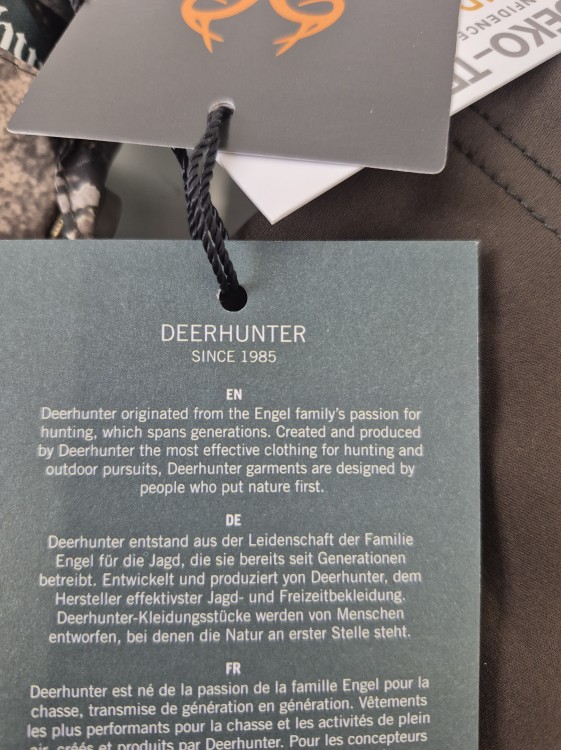 DEERHUNTER
SINCE 1985
EN
Deerhunter originated from the Engel family's passion for
hunting, which spans generations. Created and produced
by Deerhunter the most effective clothing for hunting and
outdoor pursuits, Deerhunter garments are designed by
people who put nature first.
DE
Deerhunter entstand aus der Leidenschaft der Familie
Engel für die Jagd, die sie bereits seit Generationen
betreibt. Entwickelt und produziert von Deerhunter, dem
Hersteller effektivster Jagd- und Freizeitbekleidung.
Deerhunter-Kleidungsstücke werden von Menschen
entworfen, bei denen die Natur an erster Stelle steht.
FR
Deerhunter est né de la passion de la famille Engel pour la
chasse, transmise de génération en génération. Vêtements
les plus performants pour la chasse et les activités de plein
air, créés et produits par Deerhunter. Pour les concepteurs